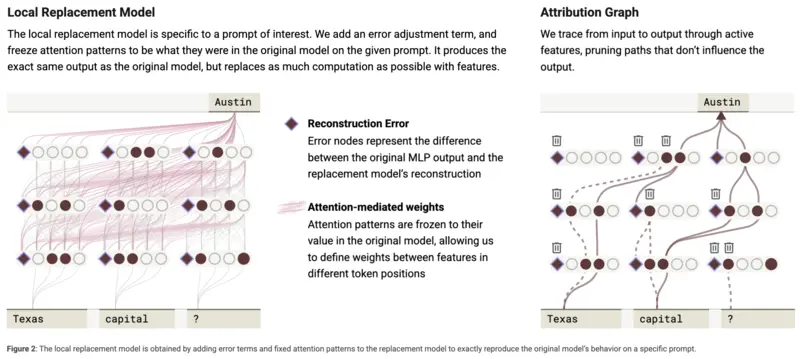 Local Replacement Model
The local replacement model is specific to a prompt of interest. We add an error adjustment term, and
freeze attention patterns to be what they were in the original model on the given prompt. It produces the
exact same output as the original model, but replaces as much computation as possible with features.
Austin
Reconstruction Error
Error nodes represent the difference
between the original MLP output and the
replacement model's reconstruction
Attention-mediated weights
Attention patterns are frozen to their
value in the original model, allowing us
to define weights between features in
different token positions
Texas
capital
?
Attribution Graph
We trace from input to output through active
features, pruning paths that don't influence the
output.
Austin
Texas
capital
?
Figure 2: The local replacement model is obtained by adding error terms and fixed attention patterns to the replacement model to exactly reproduce the original model's behavior on a specific prompt.